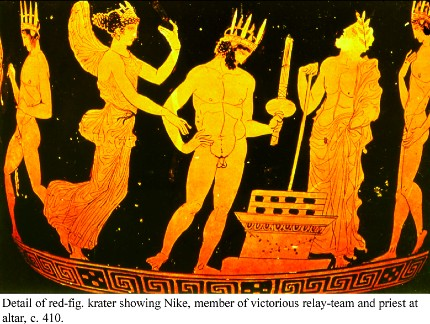 Detail of red-fig. krater showing Nike, member of victorious relay-team and priest at
altar, c. 410.